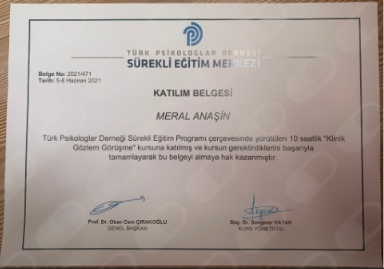 TÜRK PSİKOLOGLAR DERNEĞİ
SÜREKLİ EĞİTİM MERKEZİ
Belge No: 2021/471
Tarih: 5-6 Haziran 2021
KATILIM BELGESİ
MERAL ANAŞİN
Türk Psikologlar Derneği Sürekli Eğitim Programı çerçevesinde yürütülen 10 saatlik "Klinik
Gözlem Görüşme" kursuna katılmış ve kursun gerektirdiklerini başarıyla
tamamlayarak bu belgeyi almaya hak kazanmıştır.
Prof. Dr. Okan Cem ÇIRAKOĞLU
GENEL BAŞKAN
Doç. Dr. Sevginar VATAN
KURS YÖNETİCİSİ